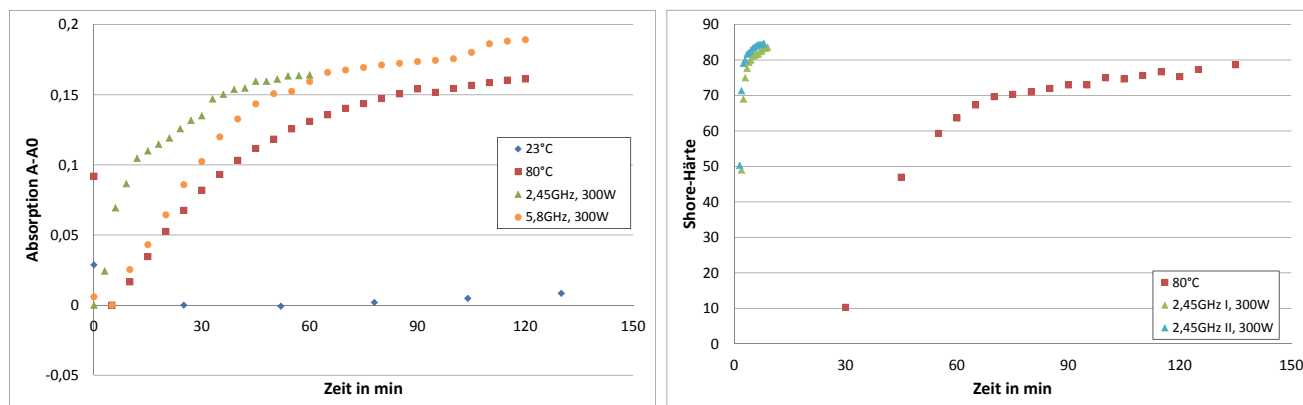 0,2
0,15
0,1
0,05
0
-0,05
Absorption A-A0
0
30
60
90
120
150
Zeit in min
23°C
80°C
2,45GHz, 300W
5,8GHz, 300W
90
80
70
60
50
40
30
20
10
0
Shore-Härte
0
30
60
90
120
150
Zeit in min
80°C
2,45GHz I, 300W
2,45GHz II, 300W